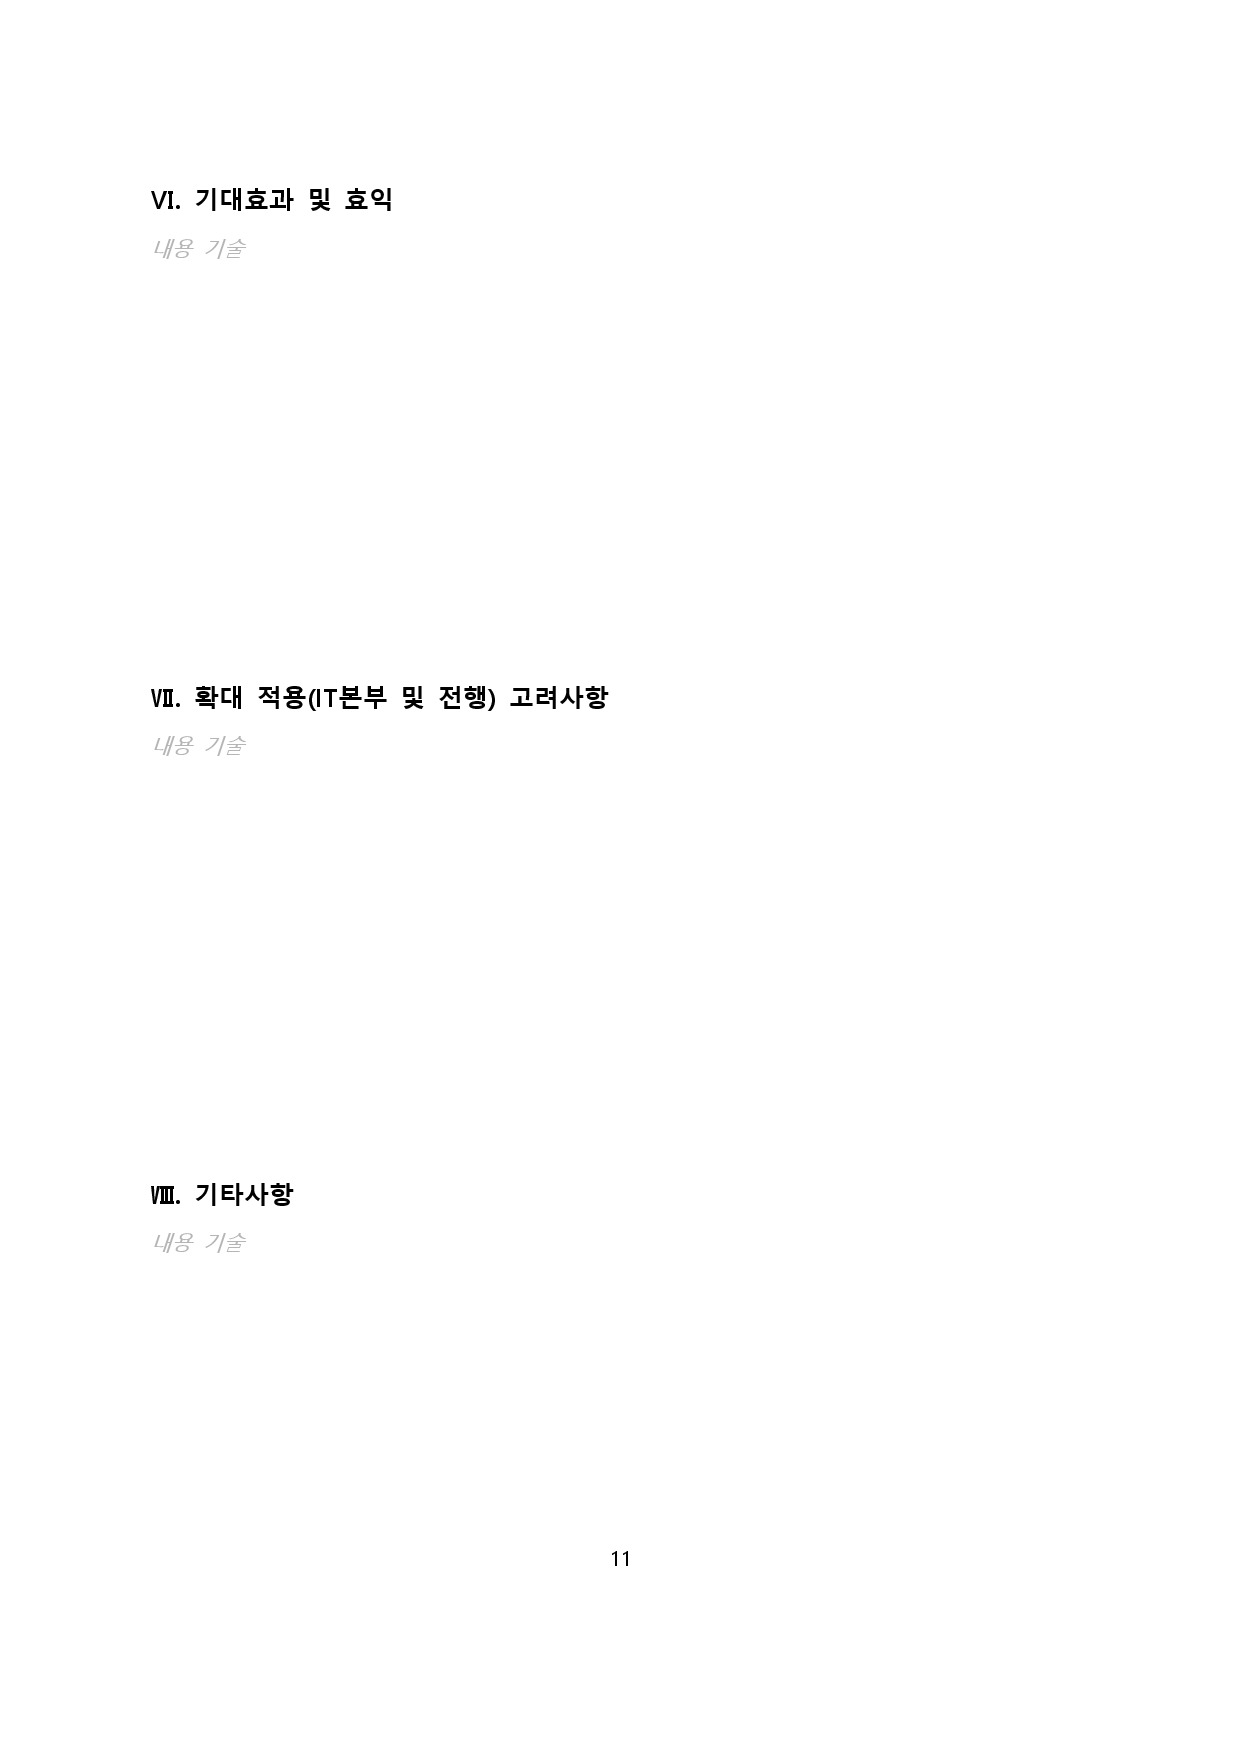 Ⅵ. 기대효과 및 효익
내용 기술
Ⅶ. 확대 적용(IT본부 및 전행) 고려사항
내용 기술
Ⅷ. 기타사항
내용 기술
11